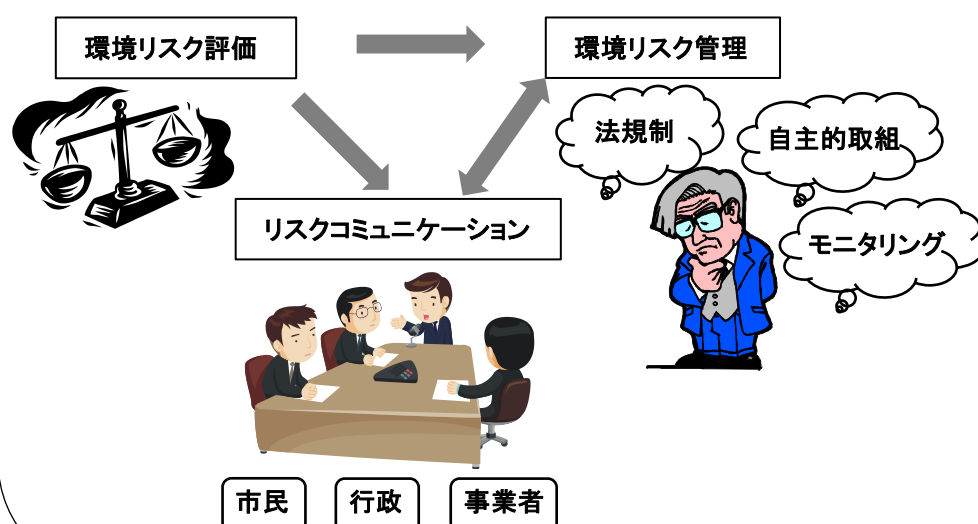 環境リスク評価
環境リスク管理
法規制
自主的取組
モニタリング
リスクコミュニケーション
市民
行政
事業者